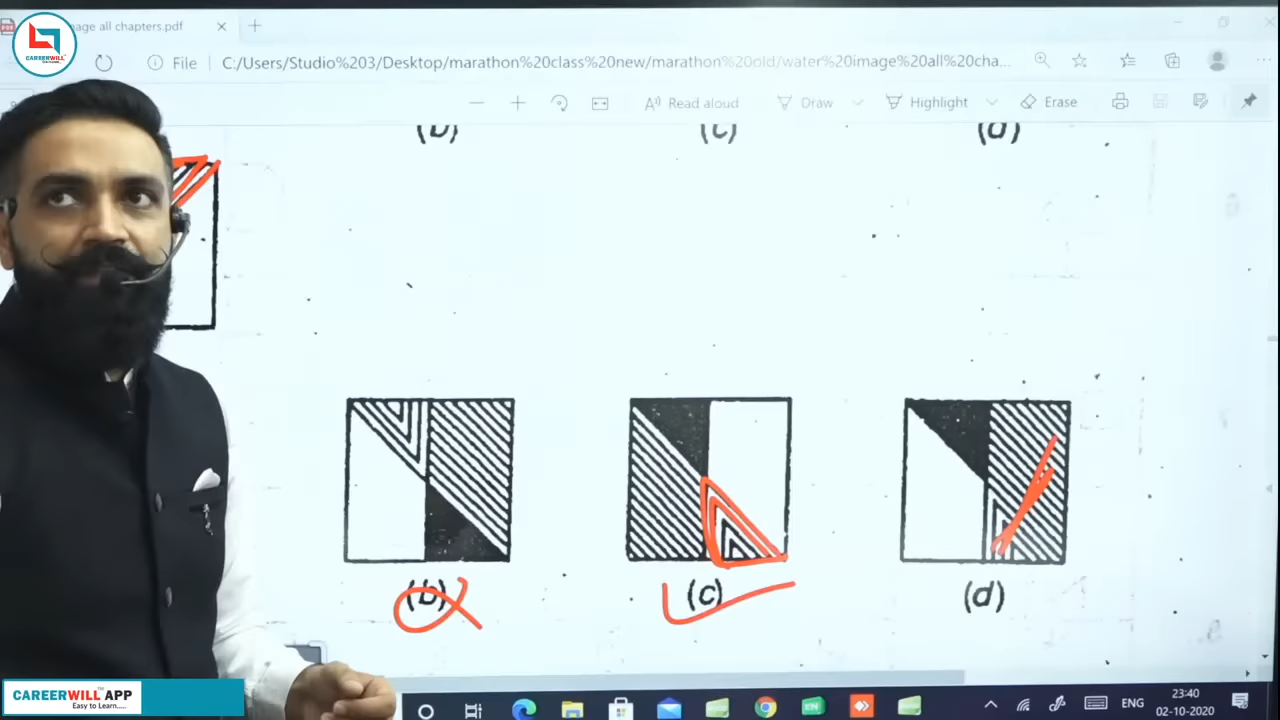 CAREERWILL
mage all chapters.pdf
File
C:/Users/Studio%203/Desktop/marathon%20class%20new/marathon%20old/water%20image%20all%20cha...
Read aloud
Draw
Highlight
Erase
(b)
(c)
(d)
(b)
(c)
(d)
CAREERWILL APP
Easy to Learn.....
ENG
23:40
02-10-2020